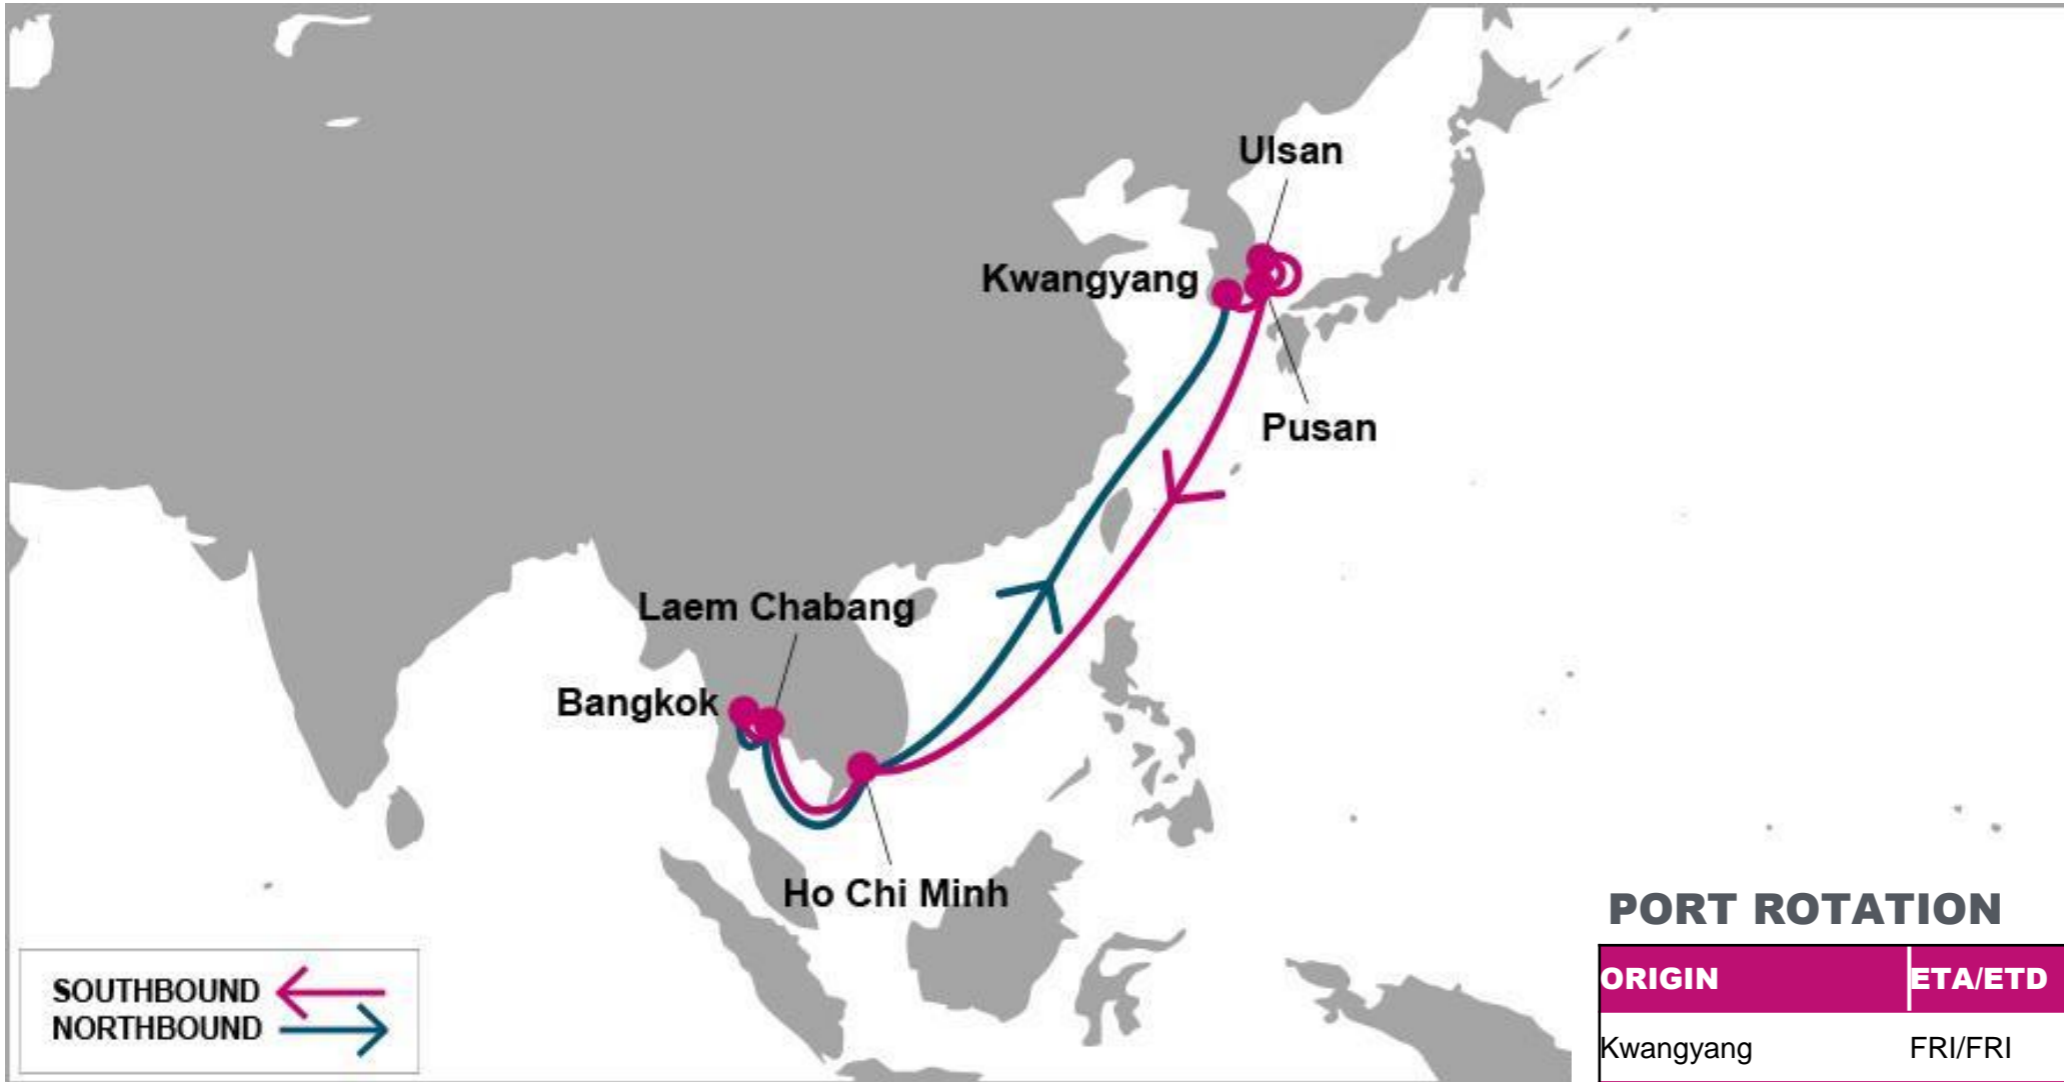 Ulsan
Kwangyang
Pusan
Laem Chabang
Bangkok
Ho Chi Minh
SOUTHBOUND
NORTHBOUND
PORT ROTATION
ORIGIN ETA/ETD
Kwangyang FRI/FRI